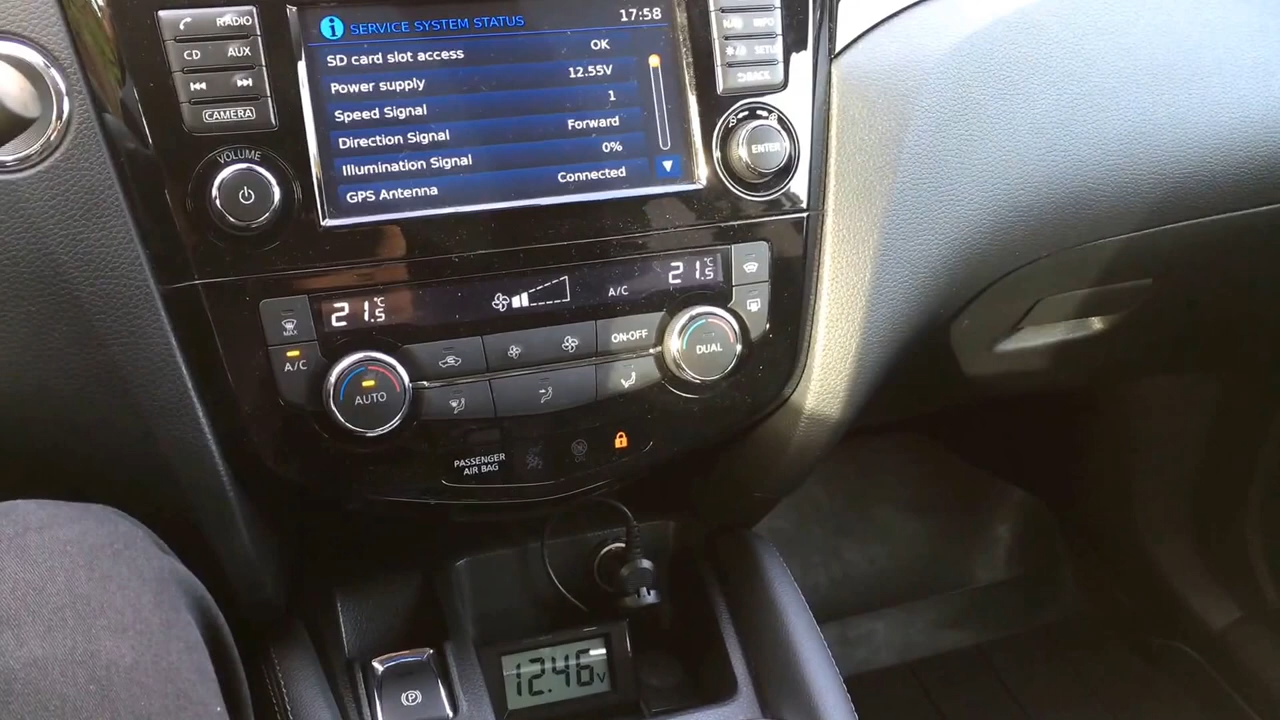 RADIO
CD AUX
CAMERA
VOLUME
SERVICE SYSTEM STATUS 17:58
SD card slot access OK
Power supply 12.55V
Speed Signal 1
Direction Signal Forward
Illumination Signal 0%
GPS Antenna Connected
NAV INFO
SETUP
BACK
ENTER
21.5°C A/C 21.5°C
MAX
A/C
ON·OFF
AUTO
DUAL
PASSENGER
AIR BAG
12.46V
(P)